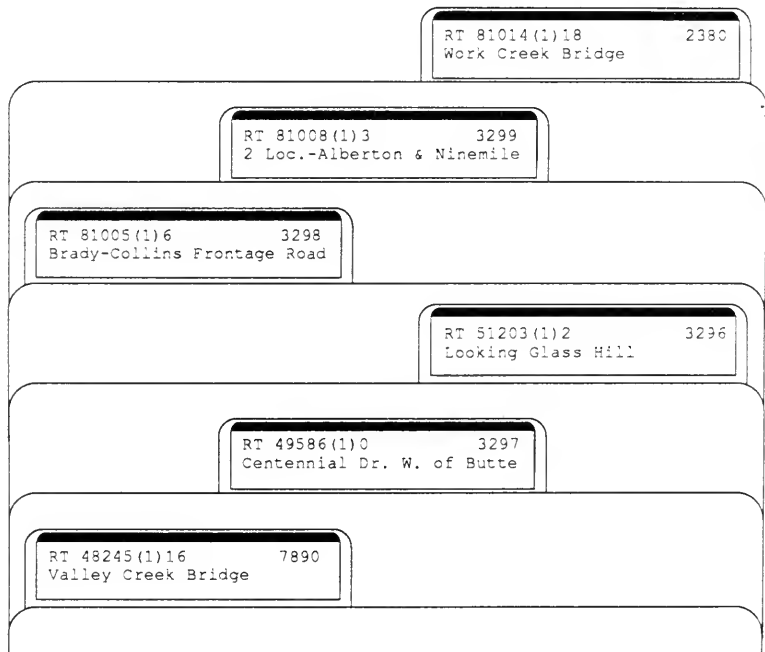 RT 81014(1)18 2380
Work Creek Bridge
RT 81008(1)3 3299
2 Loc.-Alberton & Ninemile
RT 81005(1)6 3298
Brady-Collins Frontage Road
RT 51203(1)2 3296
Looking Glass Hill
RT 49586(1)0 3297
Centennial Dr. W. of Butte
RT 48245(1)16 7890
Valley Creek Bridge